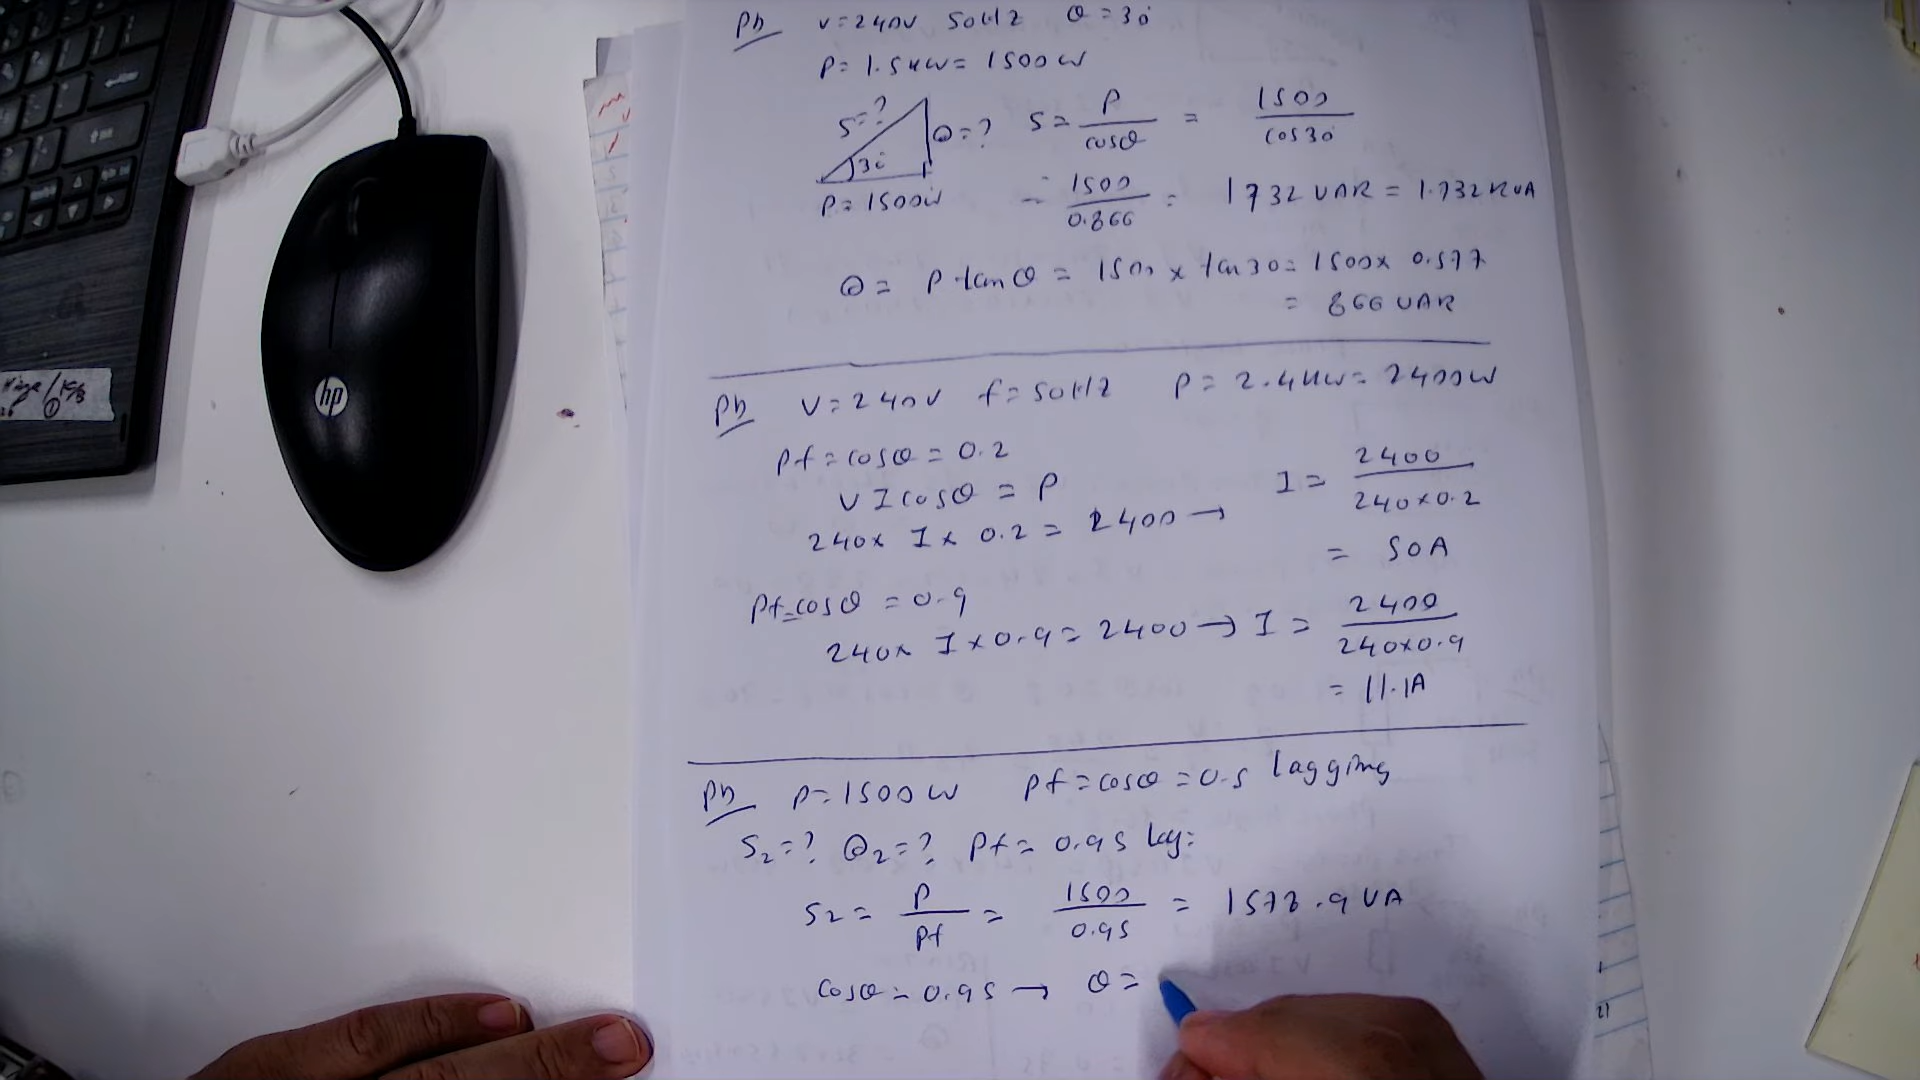 Pb V=240V 50HZ θ=30°
P=1.5KW=1500W
S=? Q=? 30° S= P/cosθ = 1500/cos30°
P=1500W = 1500/0.866 = 1732 VAR = 1.732 KVA
Q= P tanθ = 1500 x tan30= 1500x 0.577
= 866 VAR
Pb V=240V f=50HZ P=2.4KW=2400W
Pf=cosθ=0.2
VIcosθ=P
240x I x 0.2 = 2400 → I= 2400/240x0.2
= 50A
Pf=cosθ=0.9
240x I x0.9=2400 → I= 2400/240x0.9
= 11.1A
Pb P=1500W Pf=cosθ=0.5 lagging
S2=? Q2=? Pf=0.95 lag:
S2= P/Pf = 1500/0.95 = 1578.9 VA
cosθ=0.95 → θ=
hp
21